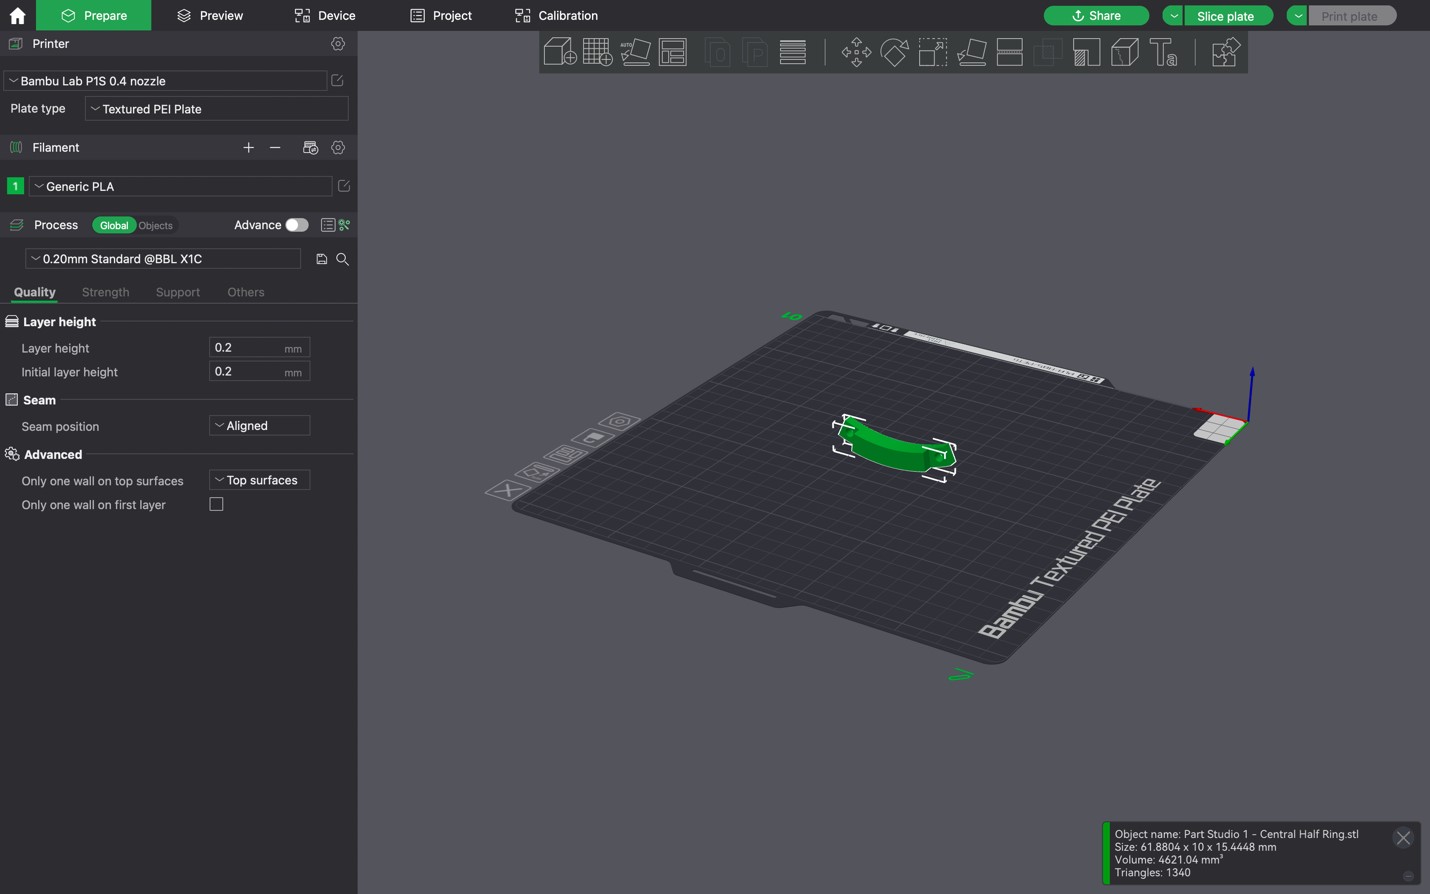 Prepare
Preview
Device
Project
Calibration
Share
Slice plate
Print plate
Printer
Bambu Lab P1S 0.4 nozzle
Plate type
Textured PEI Plate
Filament
1
Generic PLA
Process
Global
Objects
Advance
0.20mm Standard @BBL X1C
Quality
Strength
Support
Others
Layer height
Layer height
0.2
mm
Initial layer height
0.2
mm
Seam
Seam position
Aligned
Advanced
Only one wall on top surfaces
Top surfaces
Only one wall on first layer
AUTO
Ta
01
Bambu Textured PEI Plate
Object name: Part Studio 1 - Central Half Ring.stl
Size: 61.8804 x 10 x 15.4448 mm
Volume: 4621.04 mm³
Triangles: 1340